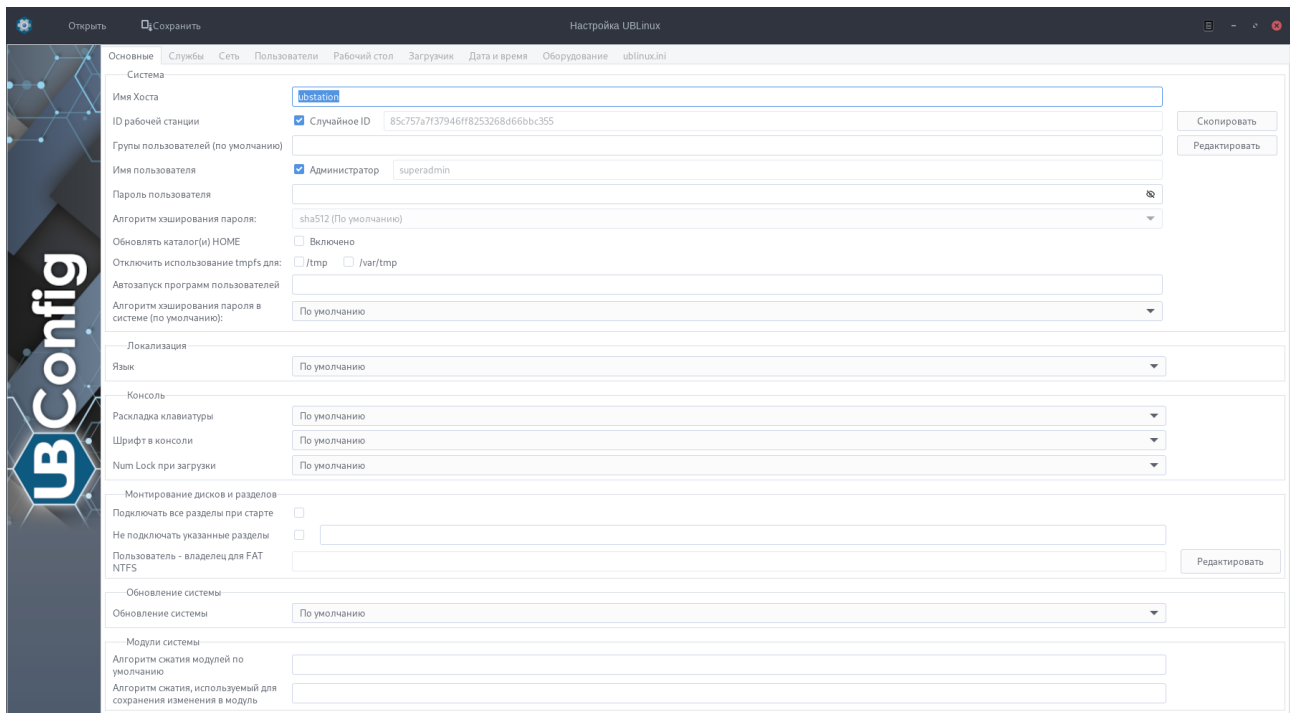 Открыть
Сохранить
Настройка UBLinux
Основные Службы Сеть Пользователи Рабочий стол Загрузчик Дата и время Оборудование ublinux.ini
Система
Имя Хоста ubstation
ID рабочей станции Случайное ID 85c757a7f37946ff8253268d66bbc355 Скопировать
Групы пользователей (по умолчанию) Редактировать
Имя пользователя Администратор superadmin
Пароль пользователя
Алгоритм хэширования пароля: sha512 (По умолчанию)
Обновлять каталог(и) HOME Включено
Отключить использование tmpfs для: /tmp /var/tmp
Автозапуск программ пользователей
Алгоритм хэширования пароля в
системе (по умолчанию): По умолчанию
Локализация
Язык По умолчанию
Консоль
Раскладка клавиатуры По умолчанию
Шрифт в консоли По умолчанию
Num Lock при загрузки По умолчанию
Монтирование дисков и разделов
Подключать все разделы при старте
Не подключать указанные разделы
Пользователь - владелец для FAT
NTFS Редактировать
Обновление системы
Обновление системы По умолчанию
Модули системы
Алгоритм сжатия модулей по
умолчанию
Алгоритм сжатия, используемый для
сохранения изменения в модуль
UBConfig